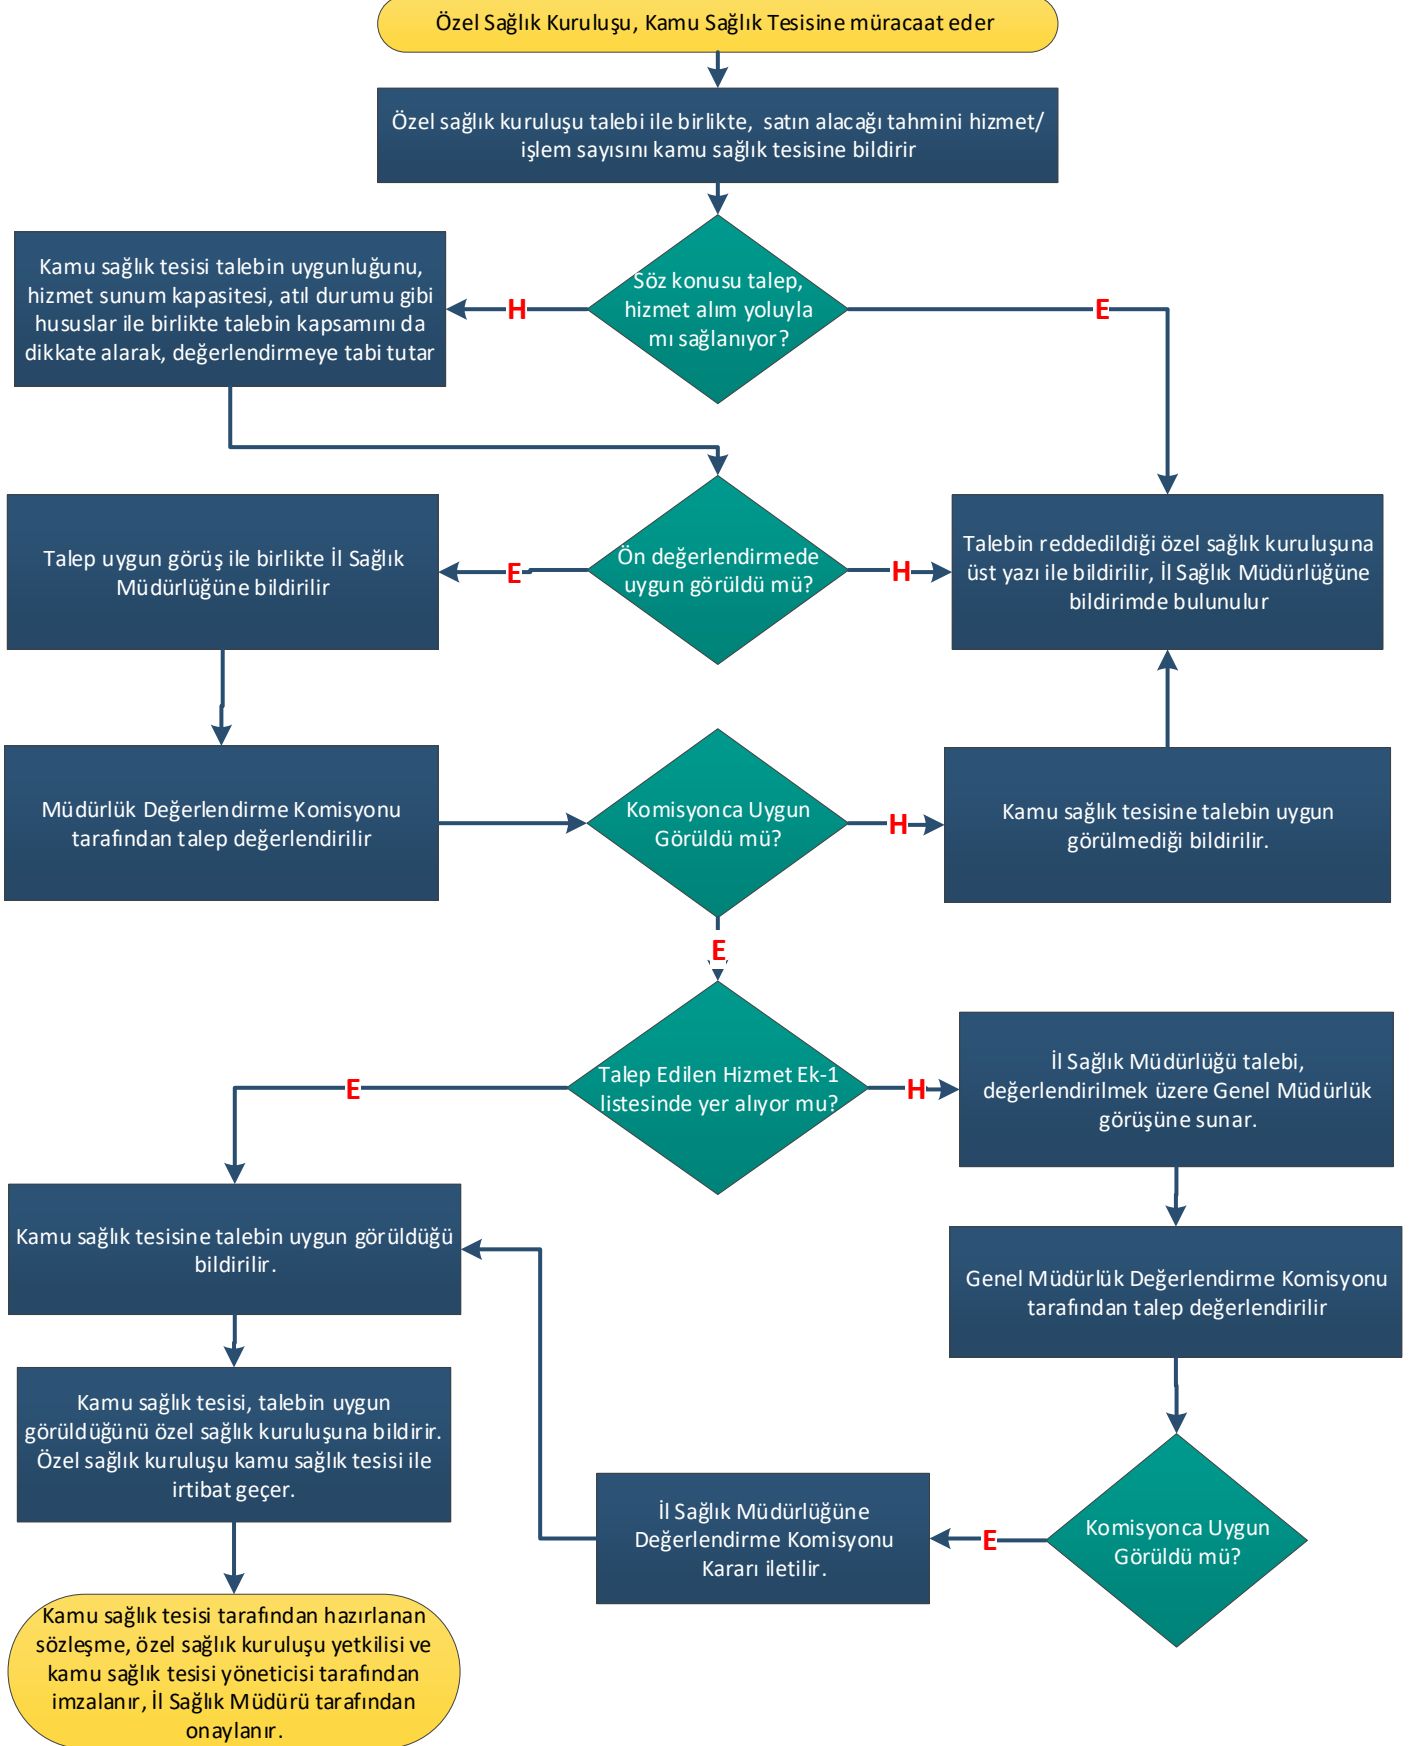 Özel Sağlık Kuruluşu, Kamu Sağlık Tesisine müracaat eder
Özel sağlık kuruluşu talebi ile birlikte, satın alacağı tahmini hizmet/
işlem sayısını kamu sağlık tesisine bildirir
Söz konusu talep,
hizmet alım yoluyla
mı sağlanıyor?
H
E
Kamu sağlık tesisi talebin uygunluğunu,
hizmet sunum kapasitesi, atıl durumu gibi
hususlar ile birlikte talebin kapsamını da
dikkate alarak, değerlendirmeye tabi tutar
Ön değerlendirmede
uygun görüldü mü?
E
H
Talep uygun görüş ile birlikte İl Sağlık
Müdürlüğüne bildirilir
Talebin reddedildiği özel sağlık kuruluşuna
üst yazı ile bildirilir, İl Sağlık Müdürlüğüne
bildirimde bulunulur
Müdürlük Değerlendirme Komisyonu
tarafından talep değerlendirilir
Komisyonca Uygun
Görüldü mü?
H
E
Kamu sağlık tesisine talebin uygun
görülmediği bildirilir.
Talep Edilen Hizmet Ek-1
listesinde yer alıyor mu?
E
H
İl Sağlık Müdürlüğü talebi,
değerlendirilmek üzere Genel Müdürlük
görüşüne sunar.
Kamu sağlık tesisine talebin uygun görüldüğü
bildirilir.
Genel Müdürlük Değerlendirme Komisyonu
tarafından talep değerlendirilir
Kamu sağlık tesisi, talebin uygun
görüldüğünü özel sağlık kuruluşuna bildirir.
Özel sağlık kuruluşu kamu sağlık tesisi ile
irtibat geçer.
Komisyonca Uygun
Görüldü mü?
E
İl Sağlık Müdürlüğüne
Değerlendirme Komisyonu
Kararı iletilir.
Kamu sağlık tesisi tarafından hazırlanan
sözleşme, özel sağlık kuruluşu yetkilisi ve
kamu sağlık tesisi yöneticisi tarafından
imzalanır, İl Sağlık Müdürü tarafından
onaylanır.